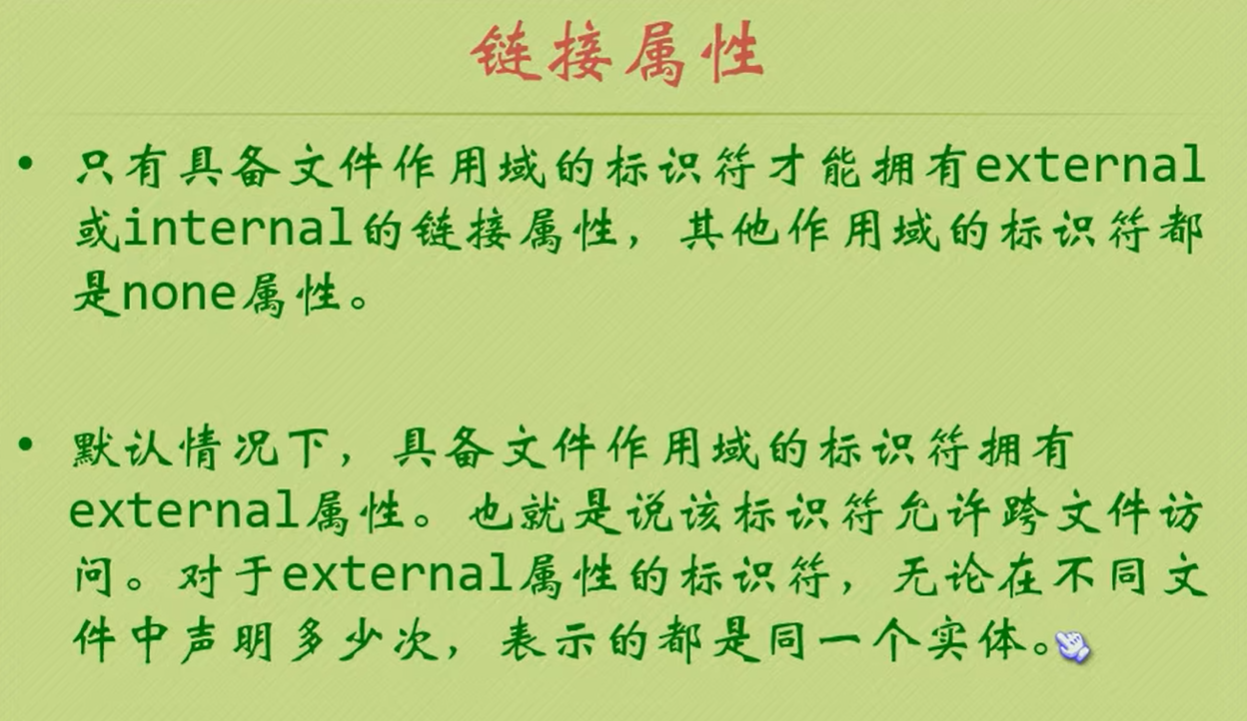 链接属性
• 只有具备文件作用域的标识符才能拥有external
或internal的链接属性，其他作用域的标识符都
是none属性。
• 默认情况下，具备文件作用域的标识符拥有
external属性。也就是说该标识符允许跨文件访
问。对于external属性的标识符，无论在不同文
件中声明多少次，表示的都是同一个实体。